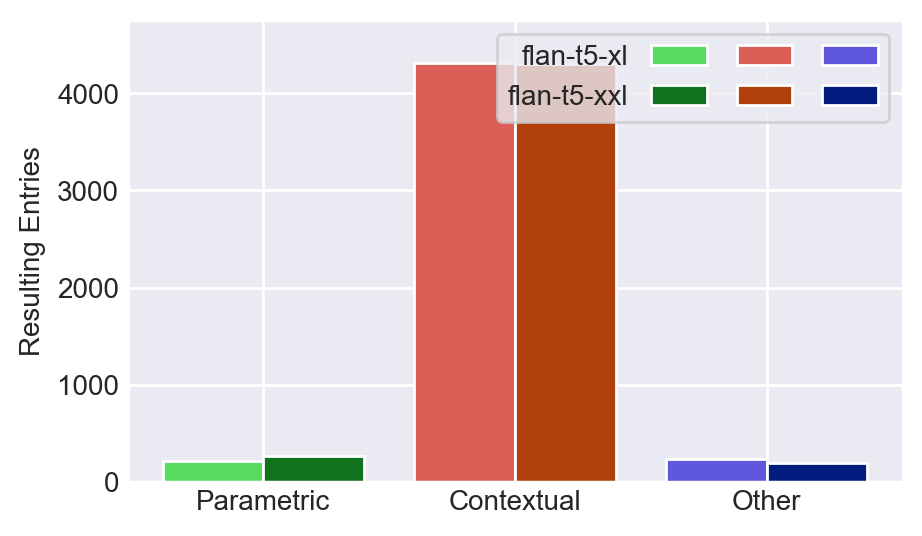 flan-t5-xl
flan-t5-xxl
Resulting Entries
4000
3000
2000
1000
0
Parametric
Contextual
Other